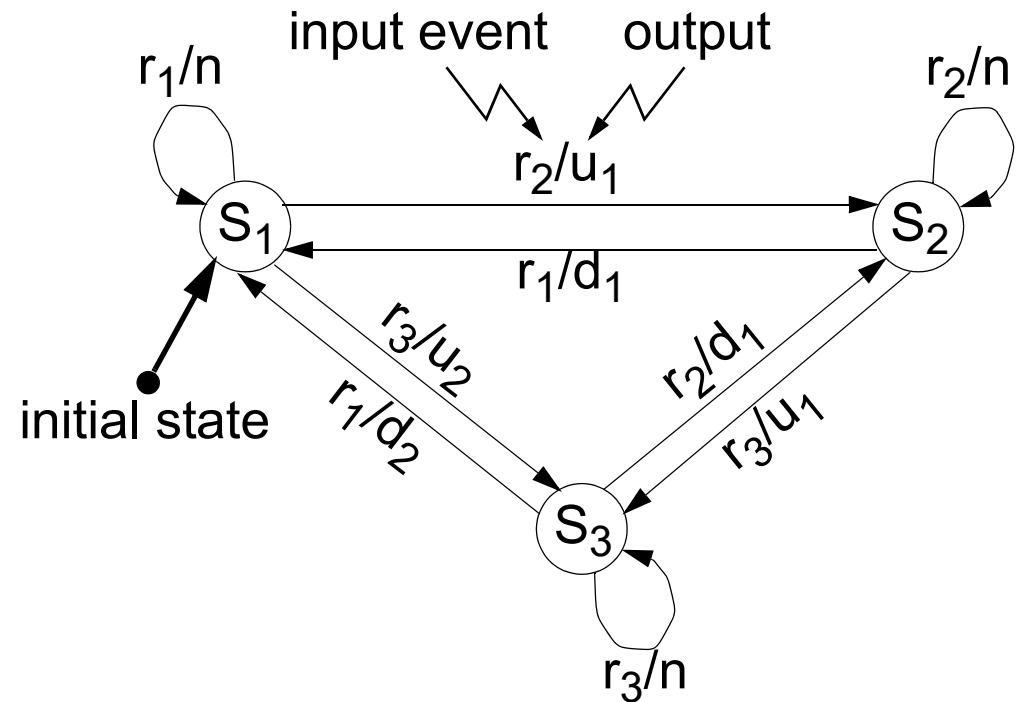 input event
output
r₁/n
r₂/n
r₂/u₁
S₁
S₂
r₁/d₁
r₃/u₂
r₂/d₁
initial state
r₁/d₂
r₃/u₁
S₃
r₃/n